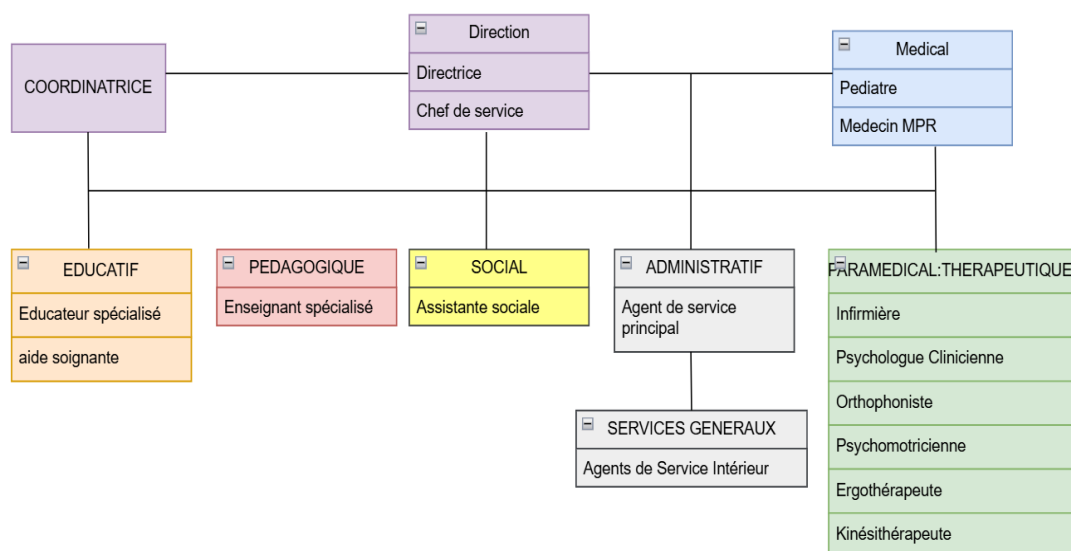 COORDINATRICE
Direction
Directrice
Chef de service
Medical
Pediatre
Medecin MPR
EDUCATIF
Educateur spécialisé
aide soignante
PEDAGOGIQUE
Enseignant spécialisé
SOCIAL
Assistante sociale
ADMINISTRATIF
Agent de service
principal
SERVICES GENERAUX
Agents de Service Intérieur
PARAMEDICAL:THERAPEUTIQUE
Infirmière
Psychologue Clinicienne
Orthophoniste
Psychomotricienne
Ergothérapeute
Kinésithérapeute